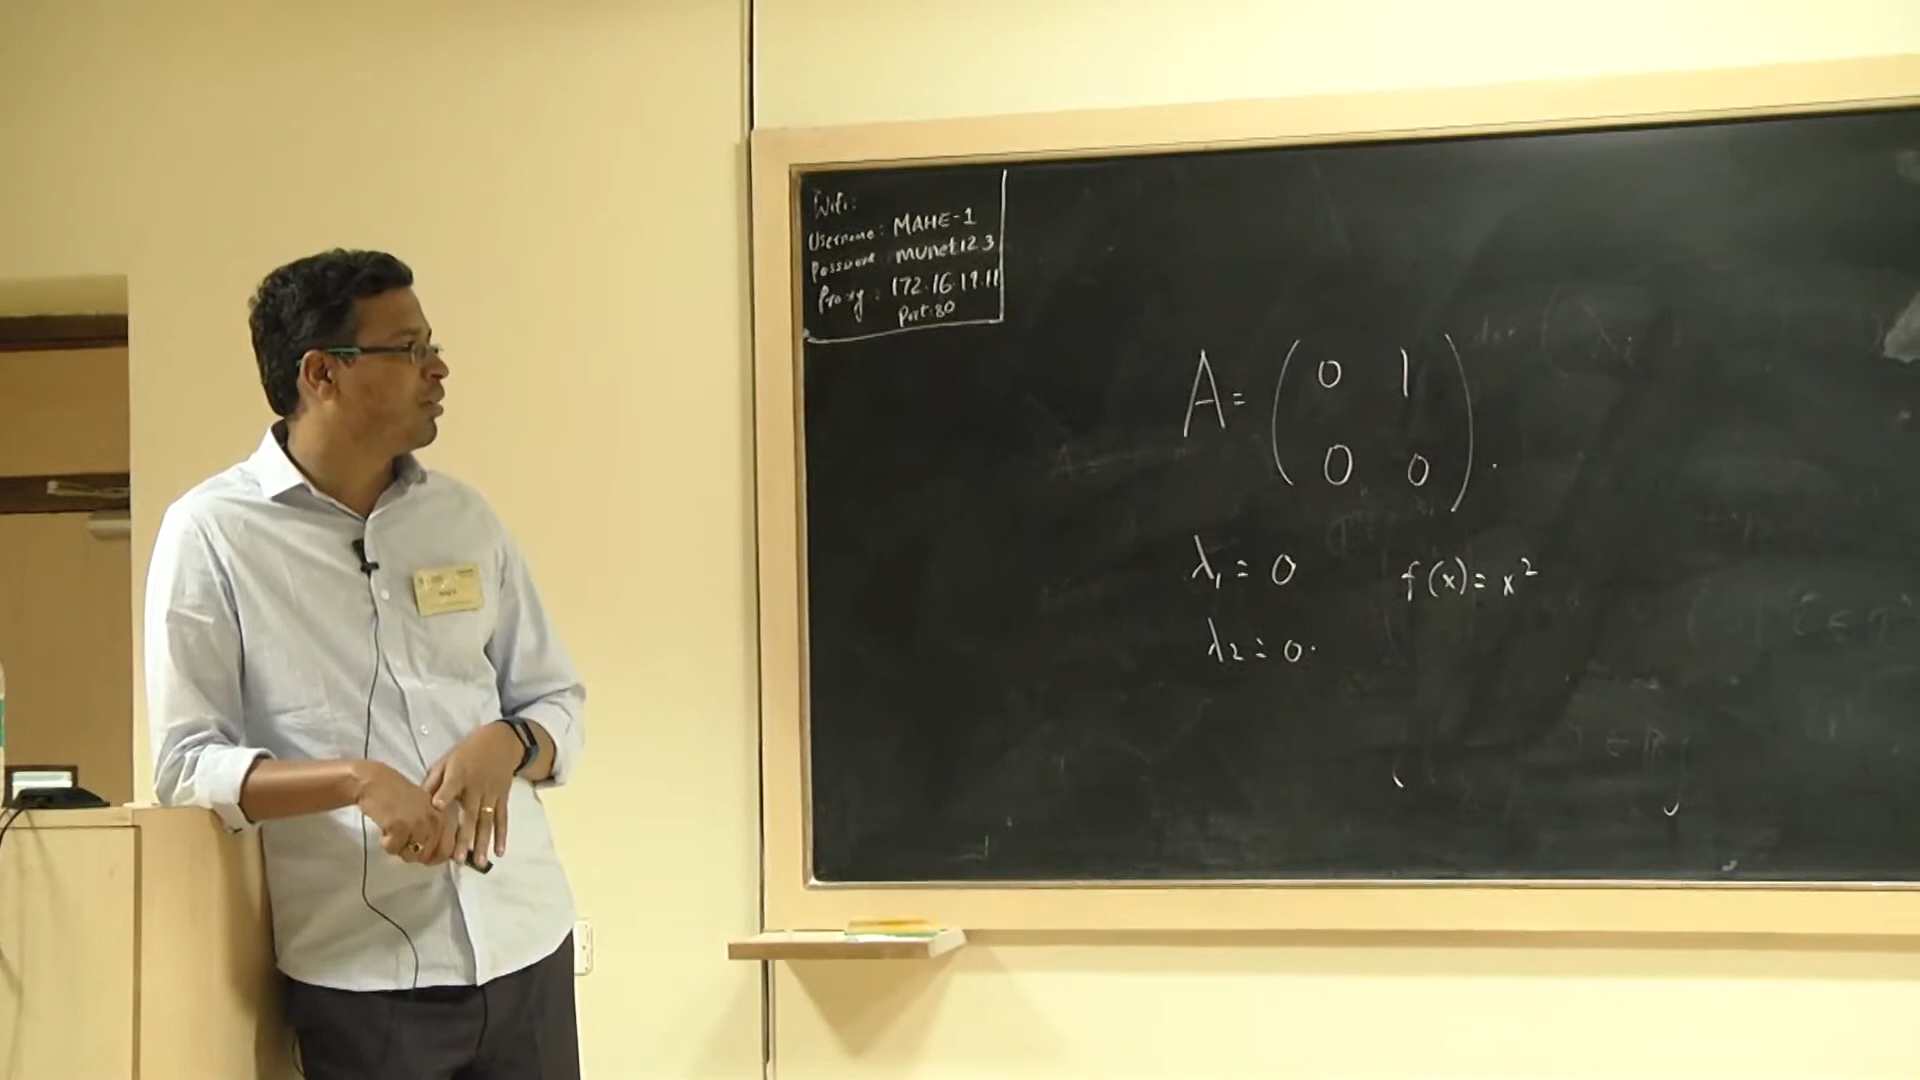 Wifi:
Username: MAHE-1
Password: munet123
Proxy: 172.16.19.11
Port:80
A = ( 0 1
0 0 ) .
λ₁ = 0 f(x) = x²
λ₂ = 0.